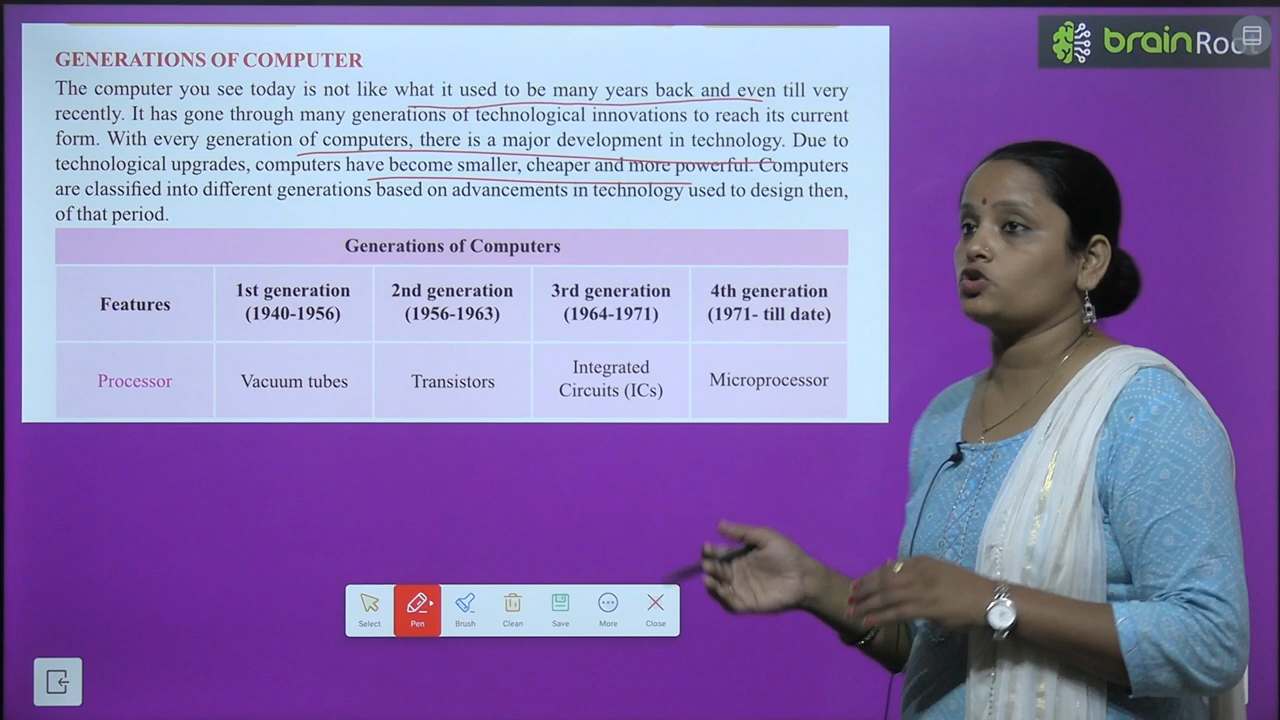 brainRoot
GENERATIONS OF COMPUTER
The computer you see today is not like what it used to be many years back and even till very
recently. It has gone through many generations of technological innovations to reach its current
form. With every generation of computers, there is a major development in technology. Due to
technological upgrades, computers have become smaller, cheaper and more powerful. Computers
are classified into different generations based on advancements in technology used to design then,
of that period.
Generations of Computers
Features 1st generation (1940-1956) 2nd generation (1956-1963) 3rd generation (1964-1971) 4th generation (1971- till date)
Processor Vacuum tubes Transistors Integrated Circuits (ICs) Microprocessor
Select Pen Brush Clean Save More Close